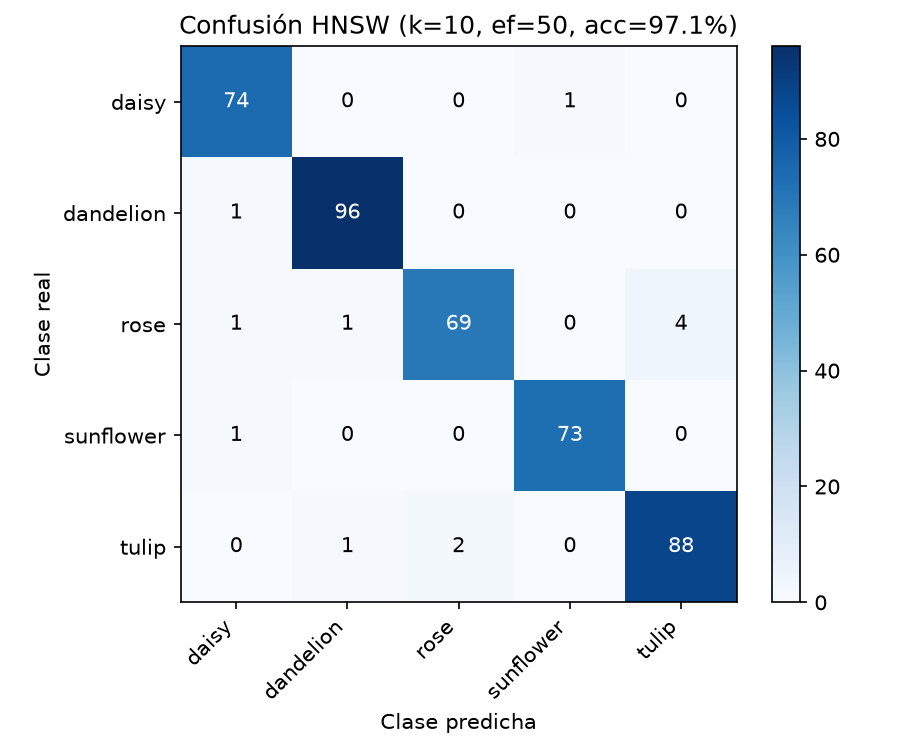 Confusión HNSW (k=10, ef=50, acc=97.1%)
daisy 74 0 0 1 0
dandelion 1 96 0 0 0
rose 1 1 69 0 4
sunflower 1 0 0 73 0
tulip 0 1 2 0 88
daisy dandelion rose sunflower tulip
Clase predicha
Clase real
80
60
40
20
0